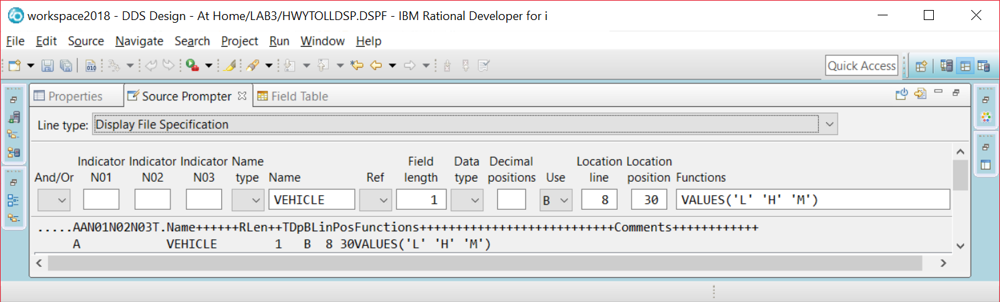 workspace2018 - DDS Design - At Home/LAB3/HWYTOLLDSP.DSPF - IBM Rational Developer for i
File Edit Source Navigate Search Project Run Window Help
010 Quick Access
Properties Source Prompter Field Table
Line type: Display File Specification
Indicator Indicator Indicator Name Field Data Decimal Location Location
And/Or N01 N02 N03 type Name Ref length type positions Use line position Functions
VEHICLE 1 B 8 30 VALUES('L' 'H' 'M')
.....AAN01N02N03T.Name++++++RLen++TDpBLinPosFunctions+++++++++++++++++++++++++++Comments++++++++++++
A VEHICLE 1 B 8 30VALUES('L' 'H' 'M')